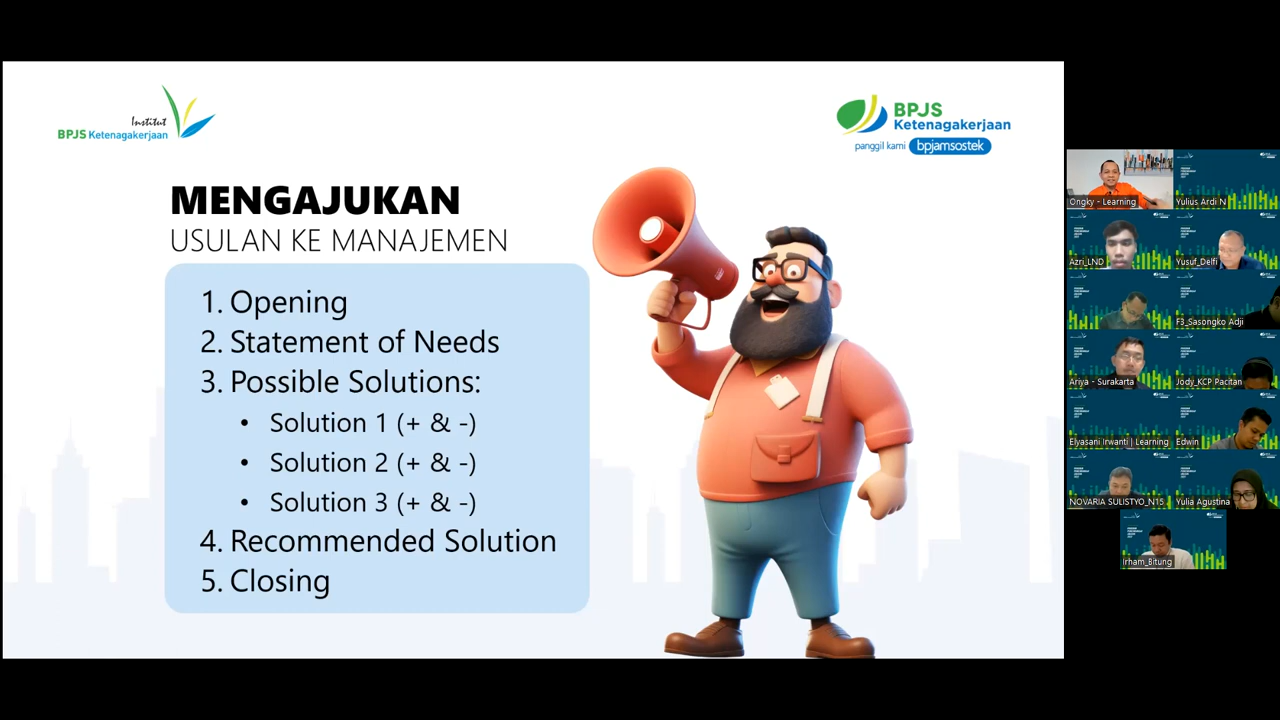 Institut
BPJS Ketenagakerjaan
BPJS
Ketenagakerjaan
panggil kami bpjamsostek
MENGAJUKAN
USULAN KE MANAJEMEN
1. Opening
2. Statement of Needs
3. Possible Solutions:
• Solution 1 (+ & -)
• Solution 2 (+ & -)
• Solution 3 (+ & -)
4. Recommended Solution
5. Closing
Ongky - Learning
Yulius Ardi N
Azri_LND
Yusuf_Delfi
F3_Sasongko Adji
Ariya - Surakarta
Jody_KCP Pacitan
Elyasani Irwanti | Learning
Edwin
NOVARIA SULISTYO_N15
Yulia Agustina
Irham_Bitung